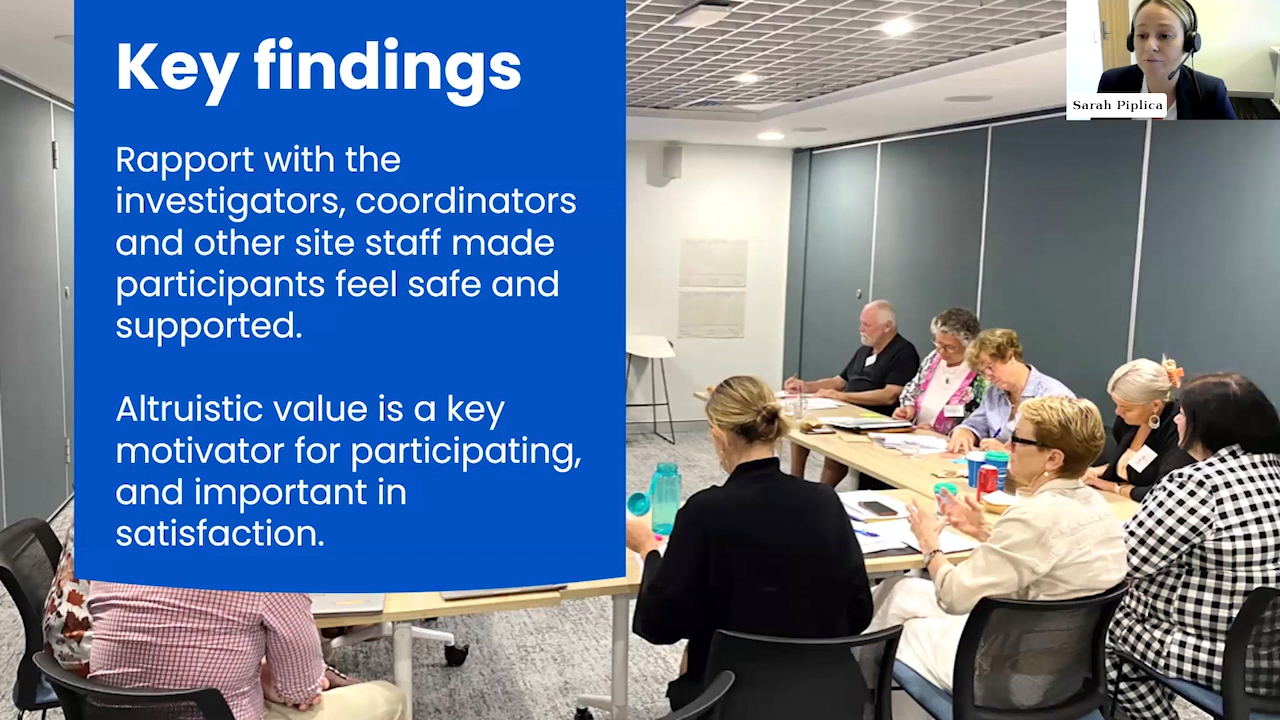 Key findings
Rapport with the
investigators, coordinators
and other site staff made
participants feel safe and
supported.
Altruistic value is a key
motivator for participating,
and important in
satisfaction.
Sarah Piplica